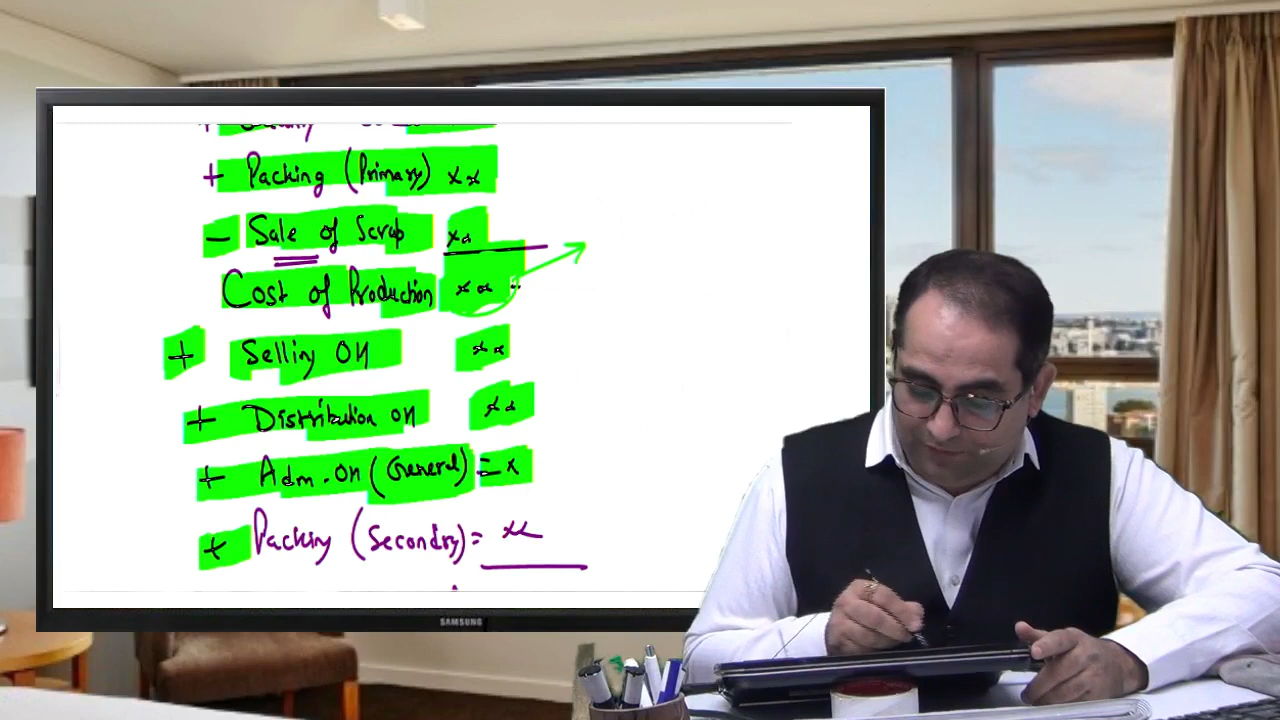 + Packing (Primary) xx
- Sale of Scrap xx
Cost of Production xx
+ Selling OH xx
+ Distribution OH xx
+ Adm. OH (General) = x
+ Packing (Secondry) = xx
SAMSUNG